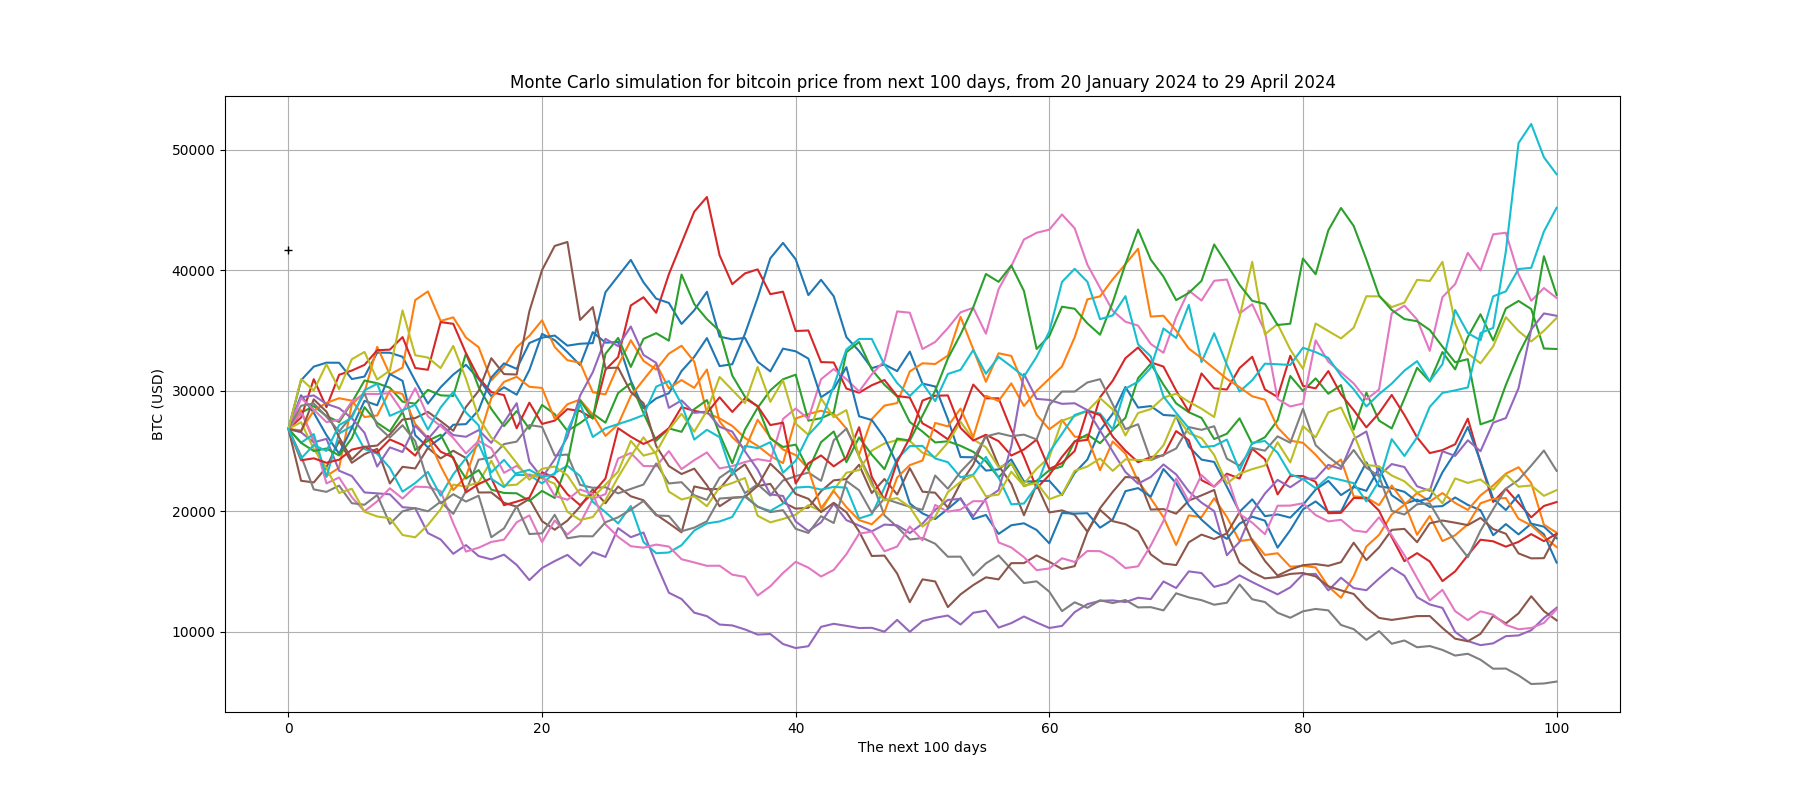 Monte Carlo simulation for bitcoin price from next 100 days, from 20 January 2024 to 29 April 2024
BTC (USD)
50000
40000
30000
20000
10000
0 20 40 60 80 100
The next 100 days